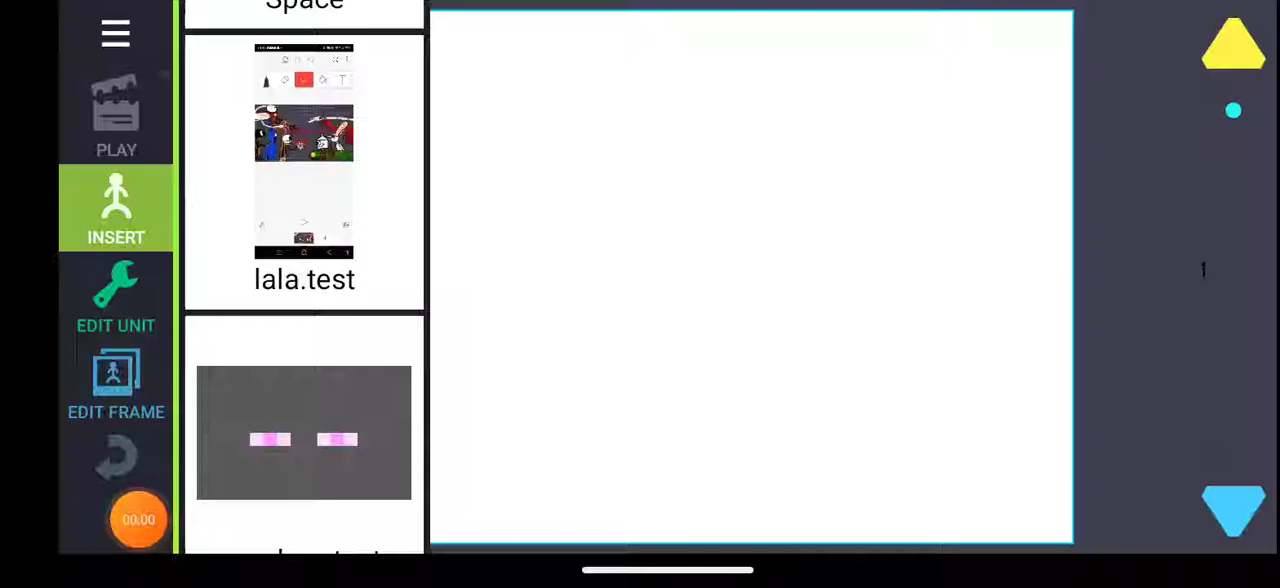 Space
PLAY
INSERT
lala.test
EDIT UNIT
EDIT FRAME
00:00
1